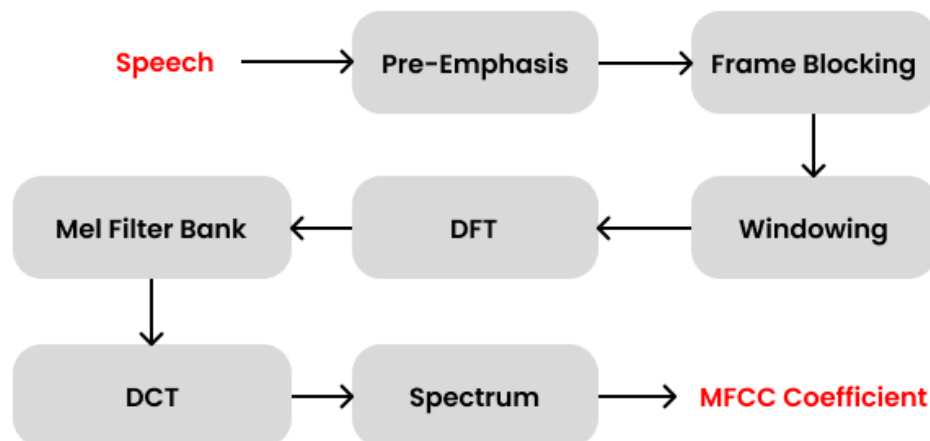 Speech
Pre-Emphasis
Frame Blocking
Windowing
DFT
Mel Filter Bank
DCT
Spectrum
MFCC Coefficient